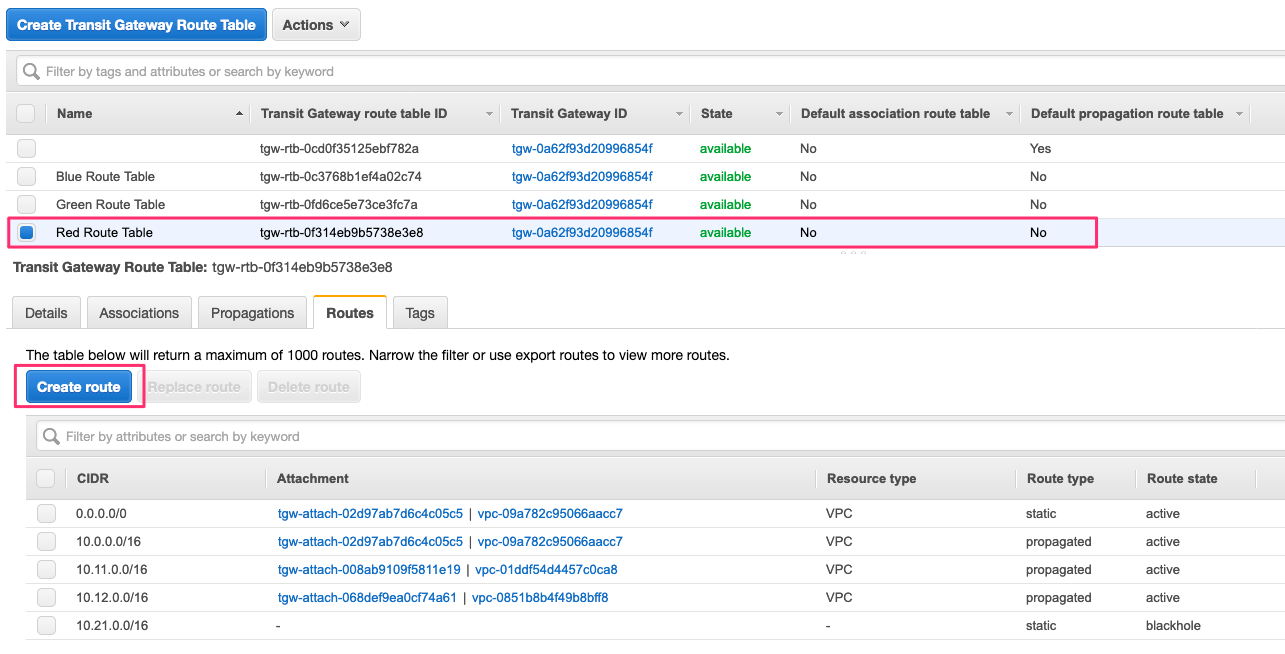 Create Transit Gateway Route Table Actions
Filter by tags and attributes or search by keyword
Name Transit Gateway route table ID Transit Gateway ID State Default association route table Default propagation route table
tgw-rtb-0cd0f35125ebf782a tgw-0a62f93d20996854f available No Yes
Blue Route Table tgw-rtb-0c3768b1ef4a02c74 tgw-0a62f93d20996854f available No No
Green Route Table tgw-rtb-0fd6ce5e73ce3fc7a tgw-0a62f93d20996854f available No No
Red Route Table tgw-rtb-0f314eb9b5738e3e8 tgw-0a62f93d20996854f available No No
Transit Gateway Route Table: tgw-rtb-0f314eb9b5738e3e8
Details Associations Propagations Routes Tags
The table below will return a maximum of 1000 routes. Narrow the filter or use export routes to view more routes.
Create route Replace route Delete route
Filter by attributes or search by keyword
CIDR Attachment Resource type Route type Route state
0.0.0.0/0 tgw-attach-02d97ab7d6c4c05c5 | vpc-09a782c95066aacc7 VPC static active
10.0.0.0/16 tgw-attach-02d97ab7d6c4c05c5 | vpc-09a782c95066aacc7 VPC propagated active
10.11.0.0/16 tgw-attach-008ab9109f5811e19 | vpc-01ddf54d4457c0ca8 VPC propagated active
10.12.0.0/16 tgw-attach-068def9ea0cf74a61 | vpc-0851b8b4f49b8bff8 VPC propagated active
10.21.0.0/16 - - static blackhole